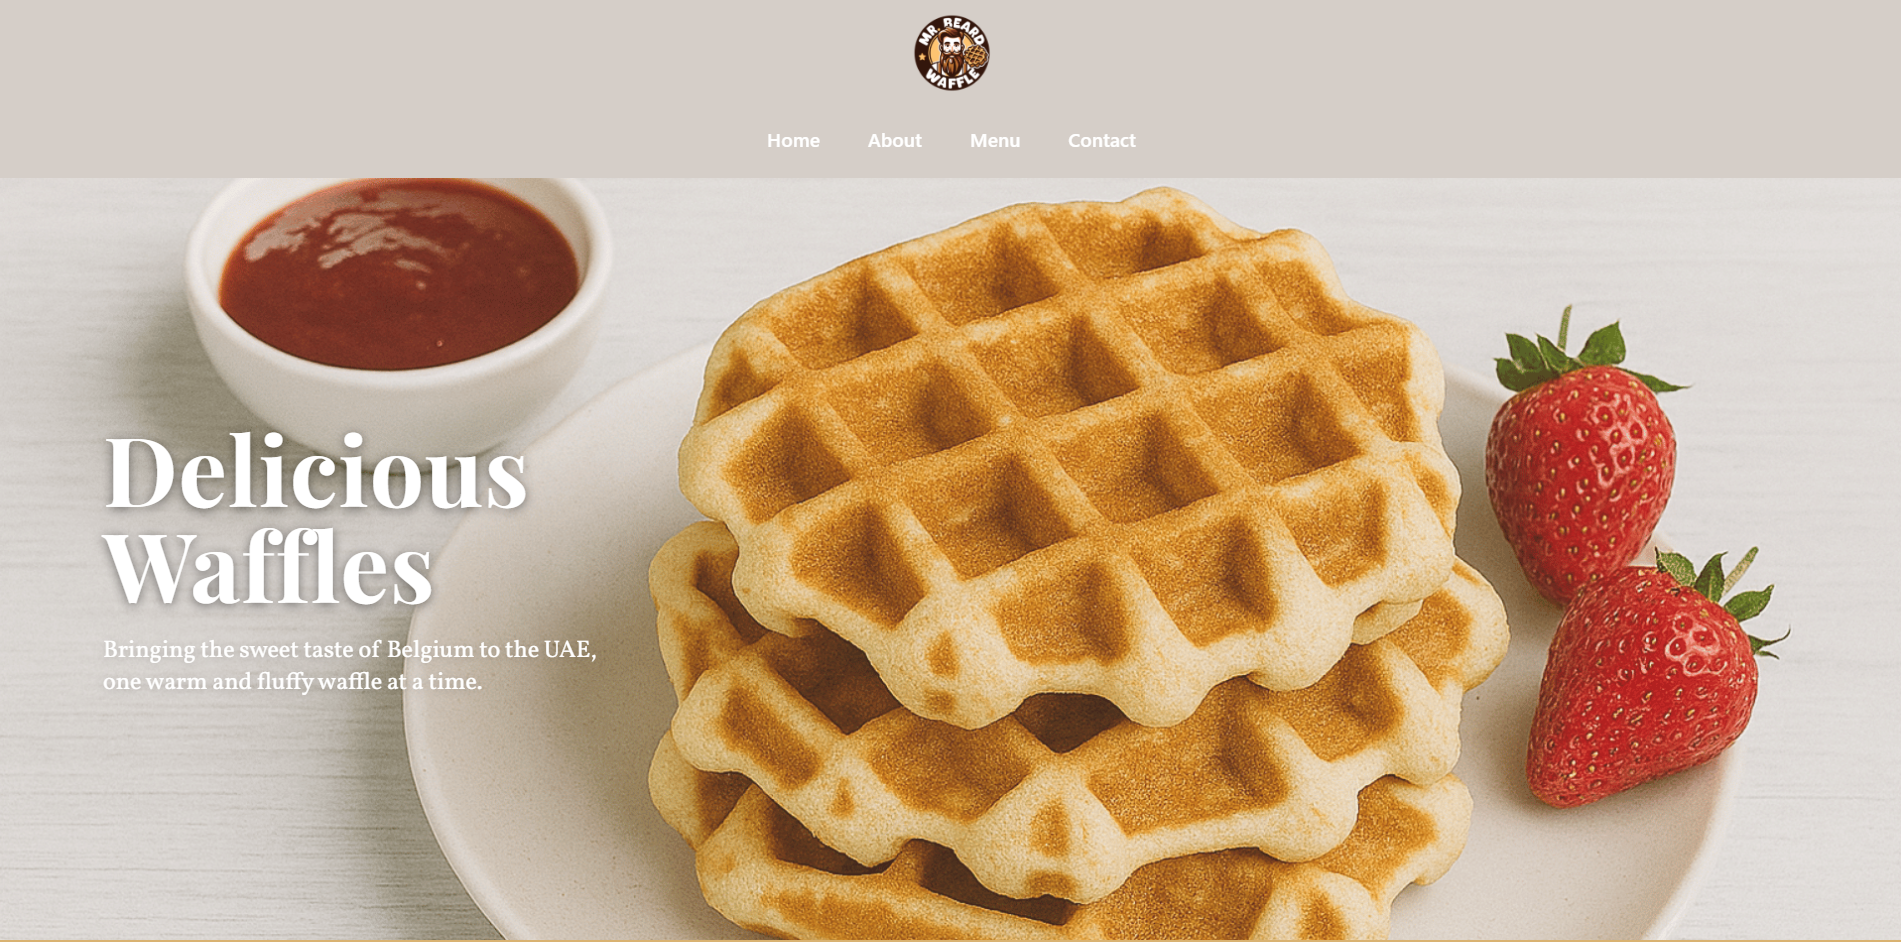 MR. BEARD
WAFFLE
Home About Menu Contact
Delicious
Waffles
Bringing the sweet taste of Belgium to the UAE,
one warm and fluffy waffle at a time.